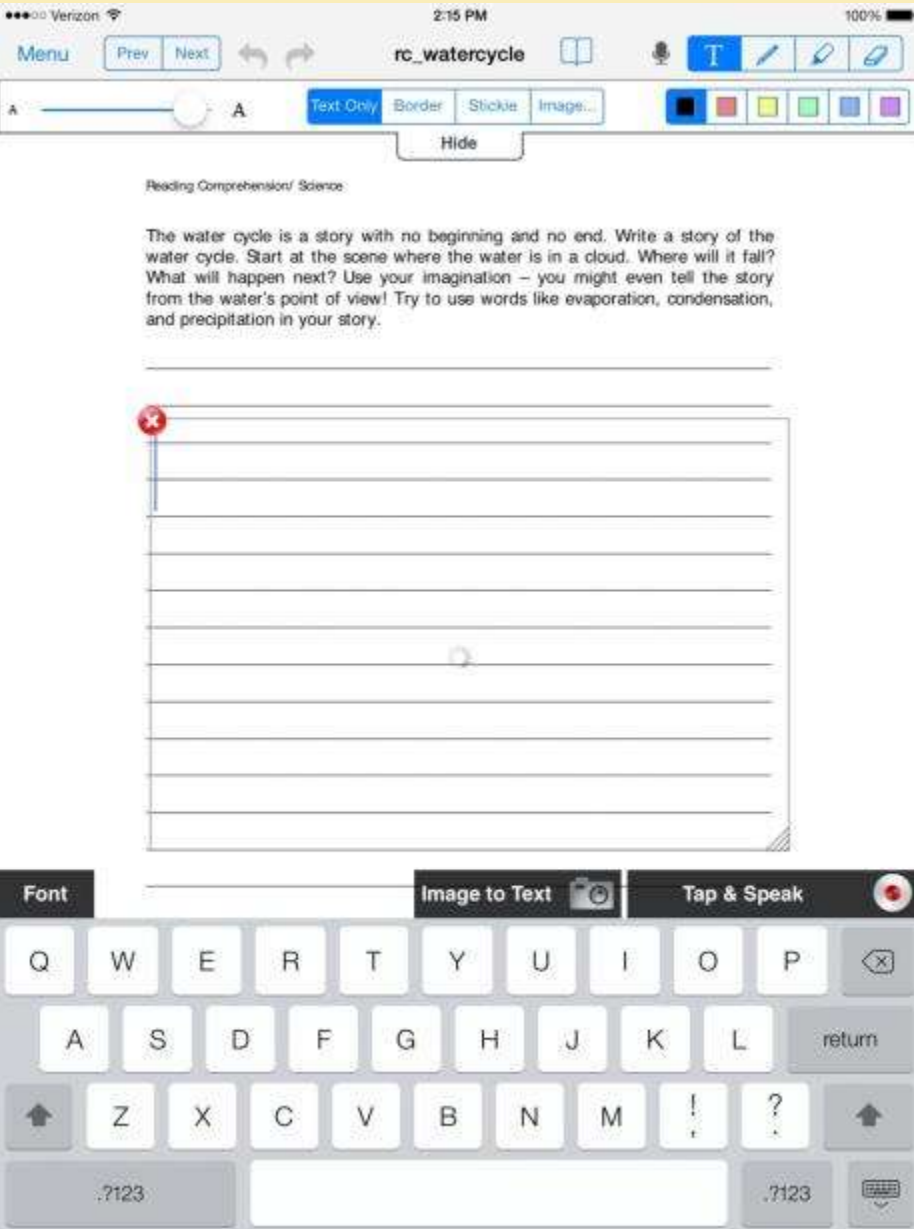 Verizon 2:15 PM 100%
Menu Prev Next rc_watercycle T
A A Text Only Border Stickie Image...
Hide
Reading Comprehension/ Science
The water cycle is a story with no beginning and no end. Write a story of the
water cycle. Start at the scene where the water is in a cloud. Where will it fall?
What will happen next? Use your imagination – you might even tell the story
from the water's point of view! Try to use words like evaporation, condensation,
and precipitation in your story.
Font Image to Text Tap & Speak
Q W E R T Y U I O P
A S D F G H J K L return
Z X C V B N M ! , ? .
.?123 .?123